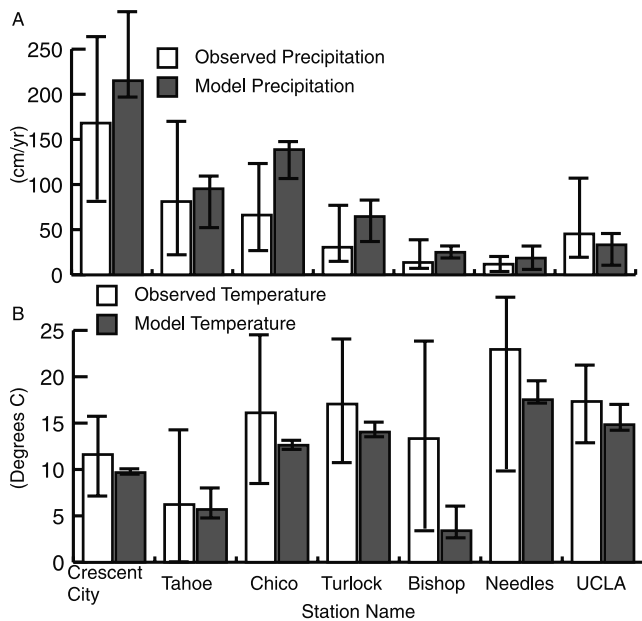 A
Observed Precipitation
Model Precipitation
(cm/yr)
250
200
150
100
50
0
B
Observed Temperature
Model Temperature
(Degrees C)
25
20
15
10
5
0
Crescent City
Tahoe
Chico
Turlock
Bishop
Needles
UCLA
Station Name